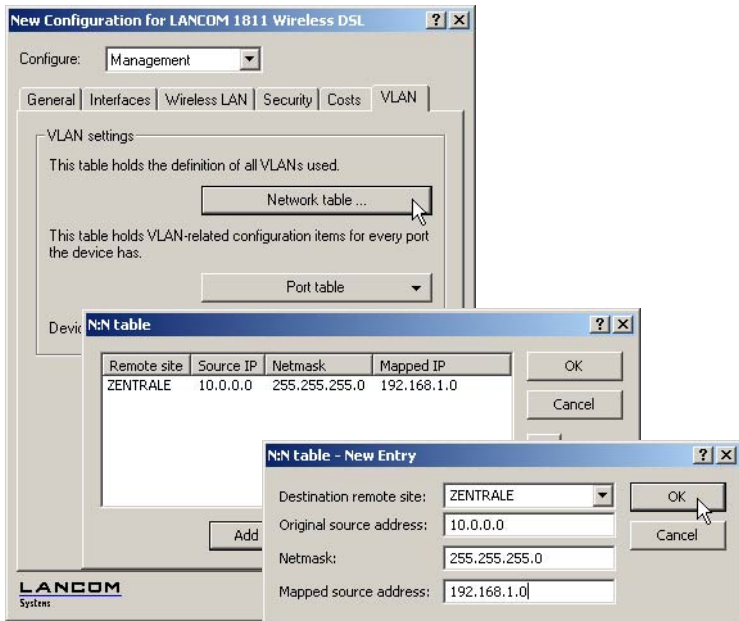 New Configuration for LANCOM 1811 Wireless DSL
Configure: Management
General Interfaces Wireless LAN Security Costs VLAN
VLAN settings
This table holds the definition of all VLANs used.
Network table ...
This table holds VLAN-related configuration items for every port
the device has.
Port table
N:N table
Remote site Source IP Netmask Mapped IP
ZENTRALE 10.0.0.0 255.255.255.0 192.168.1.0
OK
Cancel
Add
N:N table - New Entry
Destination remote site: ZENTRALE
Original source address: 10.0.0.0
Netmask: 255.255.255.0
Mapped source address: 192.168.1.0
OK
Cancel
LANCOM
Systems